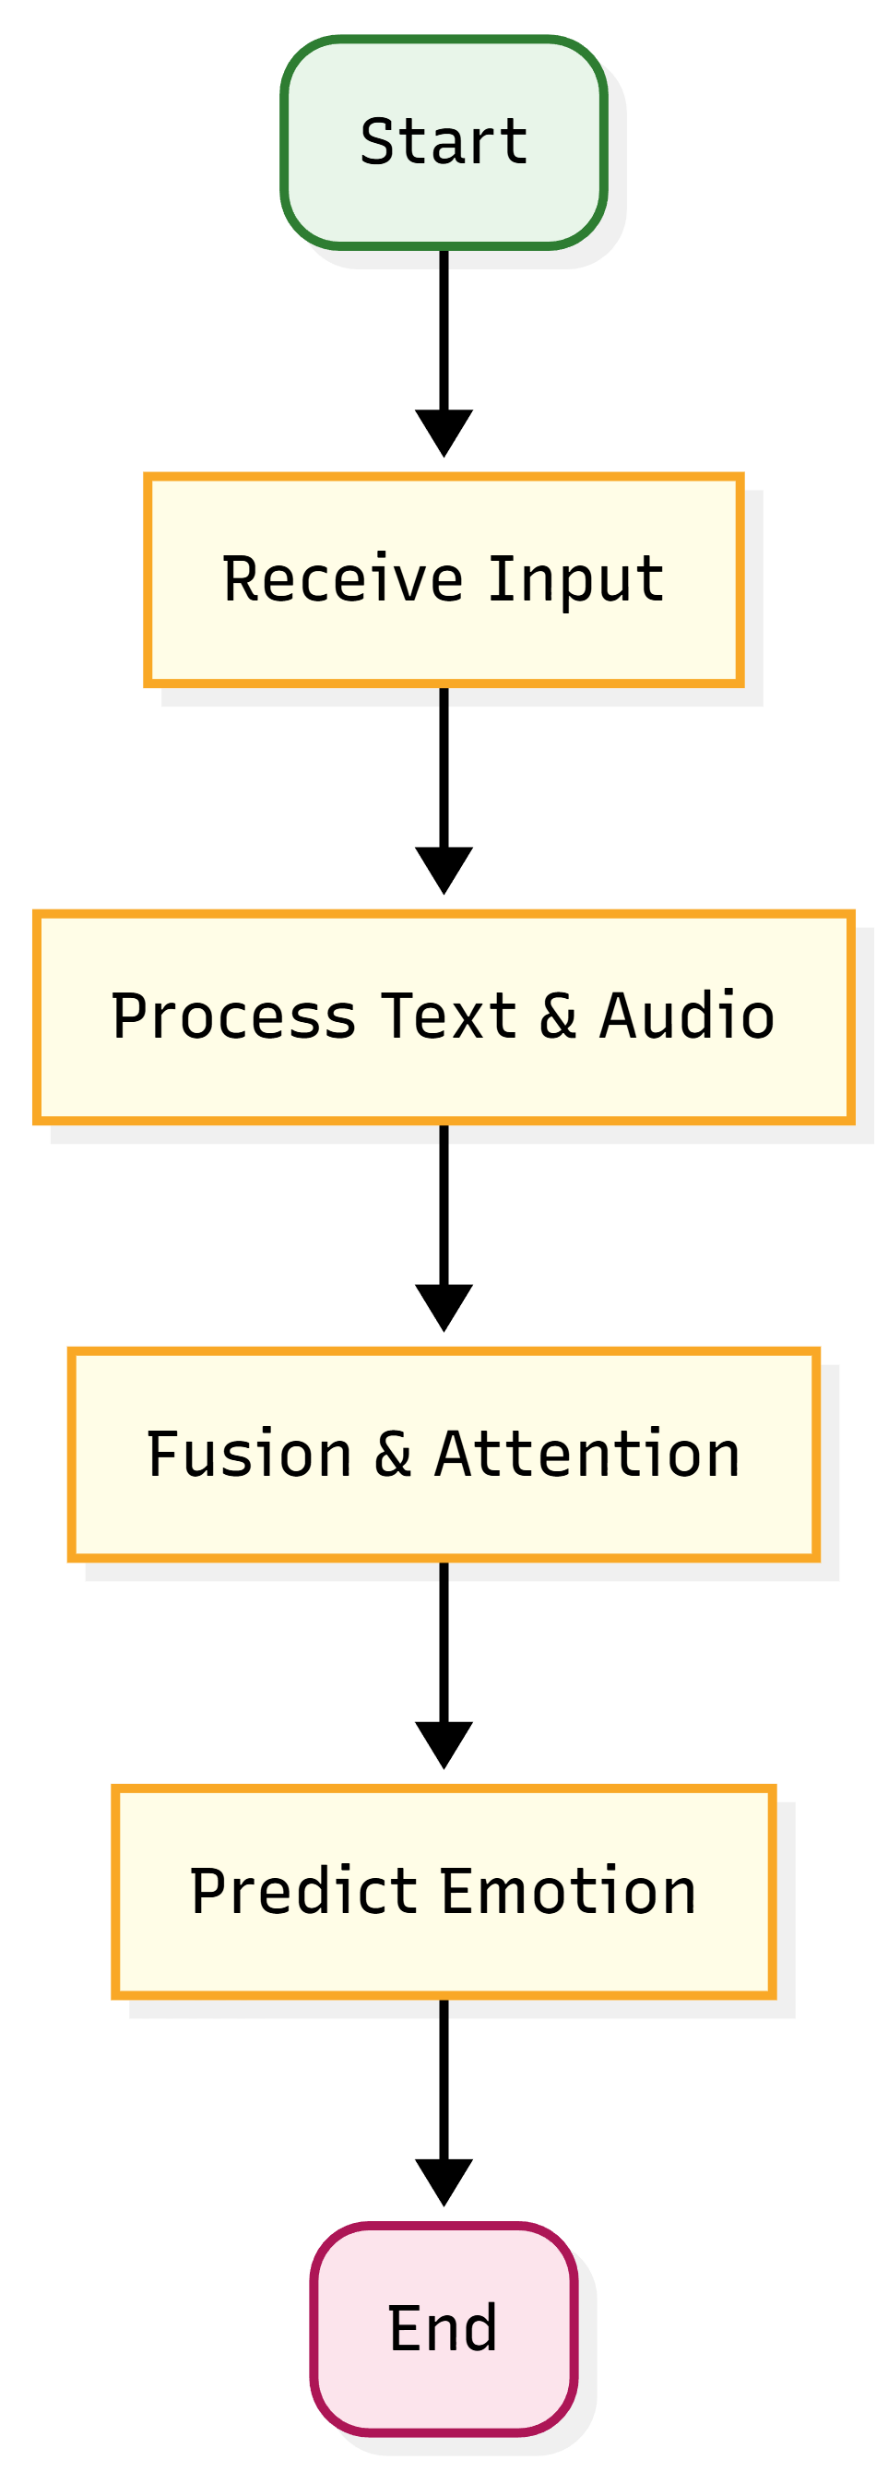 Start
Receive Input
Process Text & Audio
Fusion & Attention
Predict Emotion
End